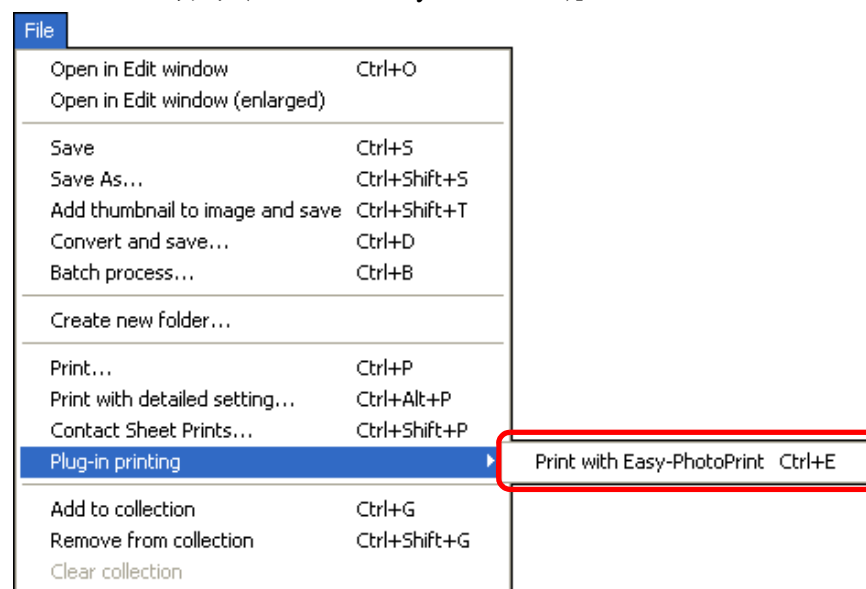 File
Open in Edit window Ctrl+O
Open in Edit window (enlarged)
Save Ctrl+S
Save As... Ctrl+Shift+S
Add thumbnail to image and save Ctrl+Shift+T
Convert and save... Ctrl+D
Batch process... Ctrl+B
Create new folder...
Print... Ctrl+P
Print with detailed setting... Ctrl+Alt+P
Contact Sheet Prints... Ctrl+Shift+P
Plug-in printing Print with Easy-PhotoPrint Ctrl+E
Add to collection Ctrl+G
Remove from collection Ctrl+Shift+G
Clear collection